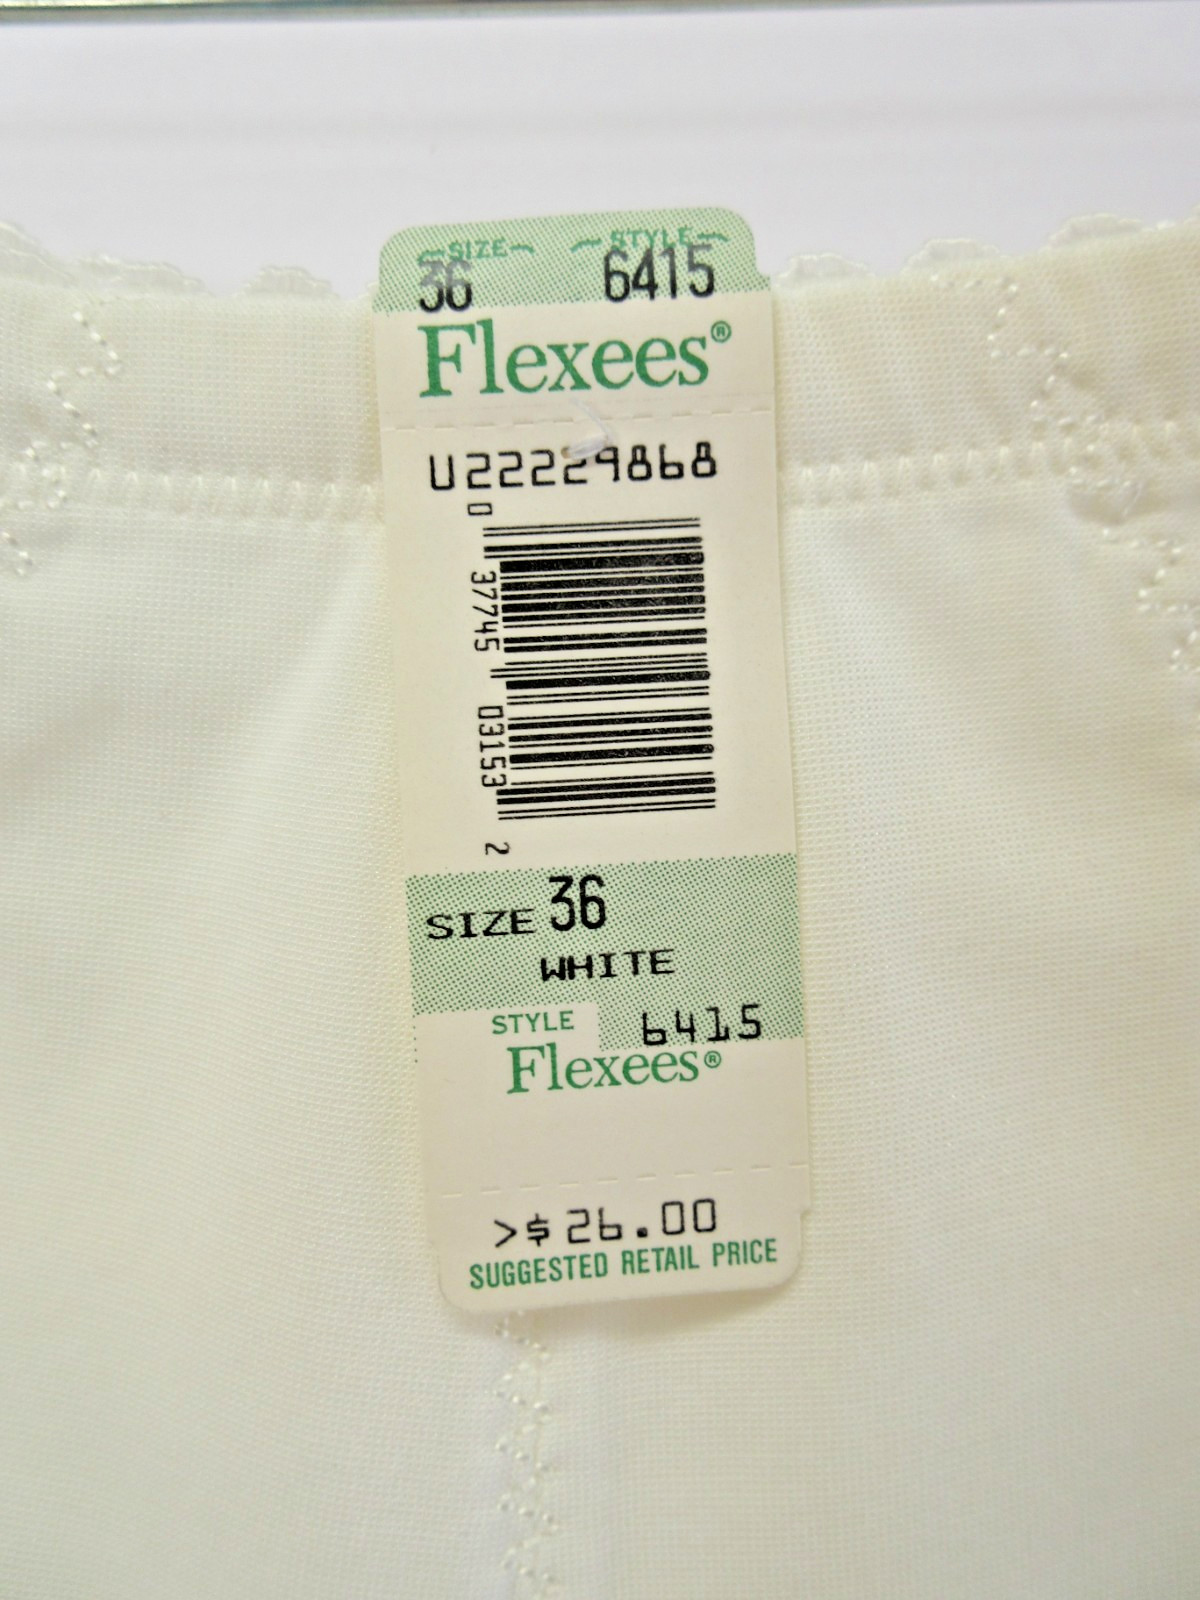 SIZE STYLE
36 6415
Flexees®
U22229868
0 37745 03153 2
SIZE 36
WHITE
STYLE 6415
Flexees®
>$ 26.00
SUGGESTED RETAIL PRICE